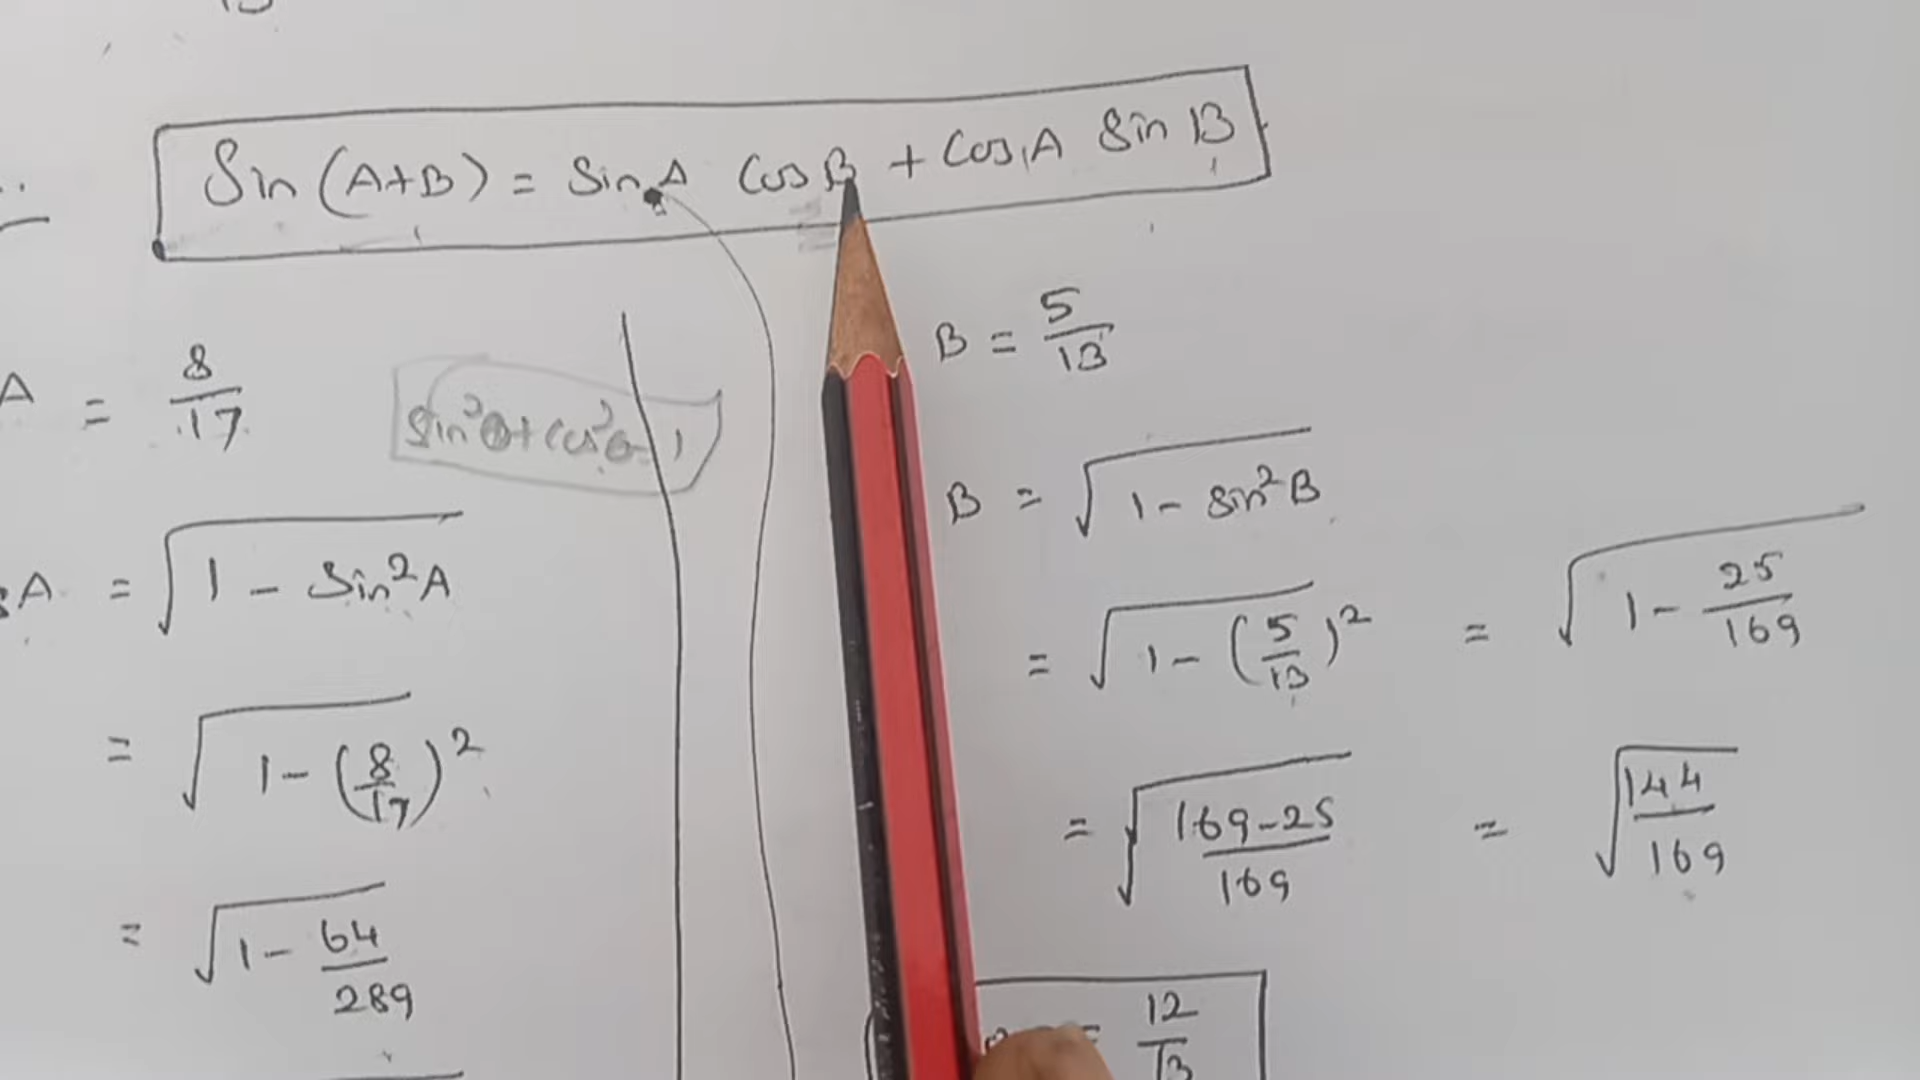 Sin (A+B) = Sin A Cos B + Cos A Sin B
A = 8/17
sin²θ + cos²θ = 1
A = √(1 - Sin²A)
= √(1 - (8/17)²)
= √(1 - 64/289)
B = 5/13
B = √(1 - Sin²B)
= √(1 - (5/13)²) = √(1 - 25/169)
= √((169-25)/169) = √(144/169)
= 12/13